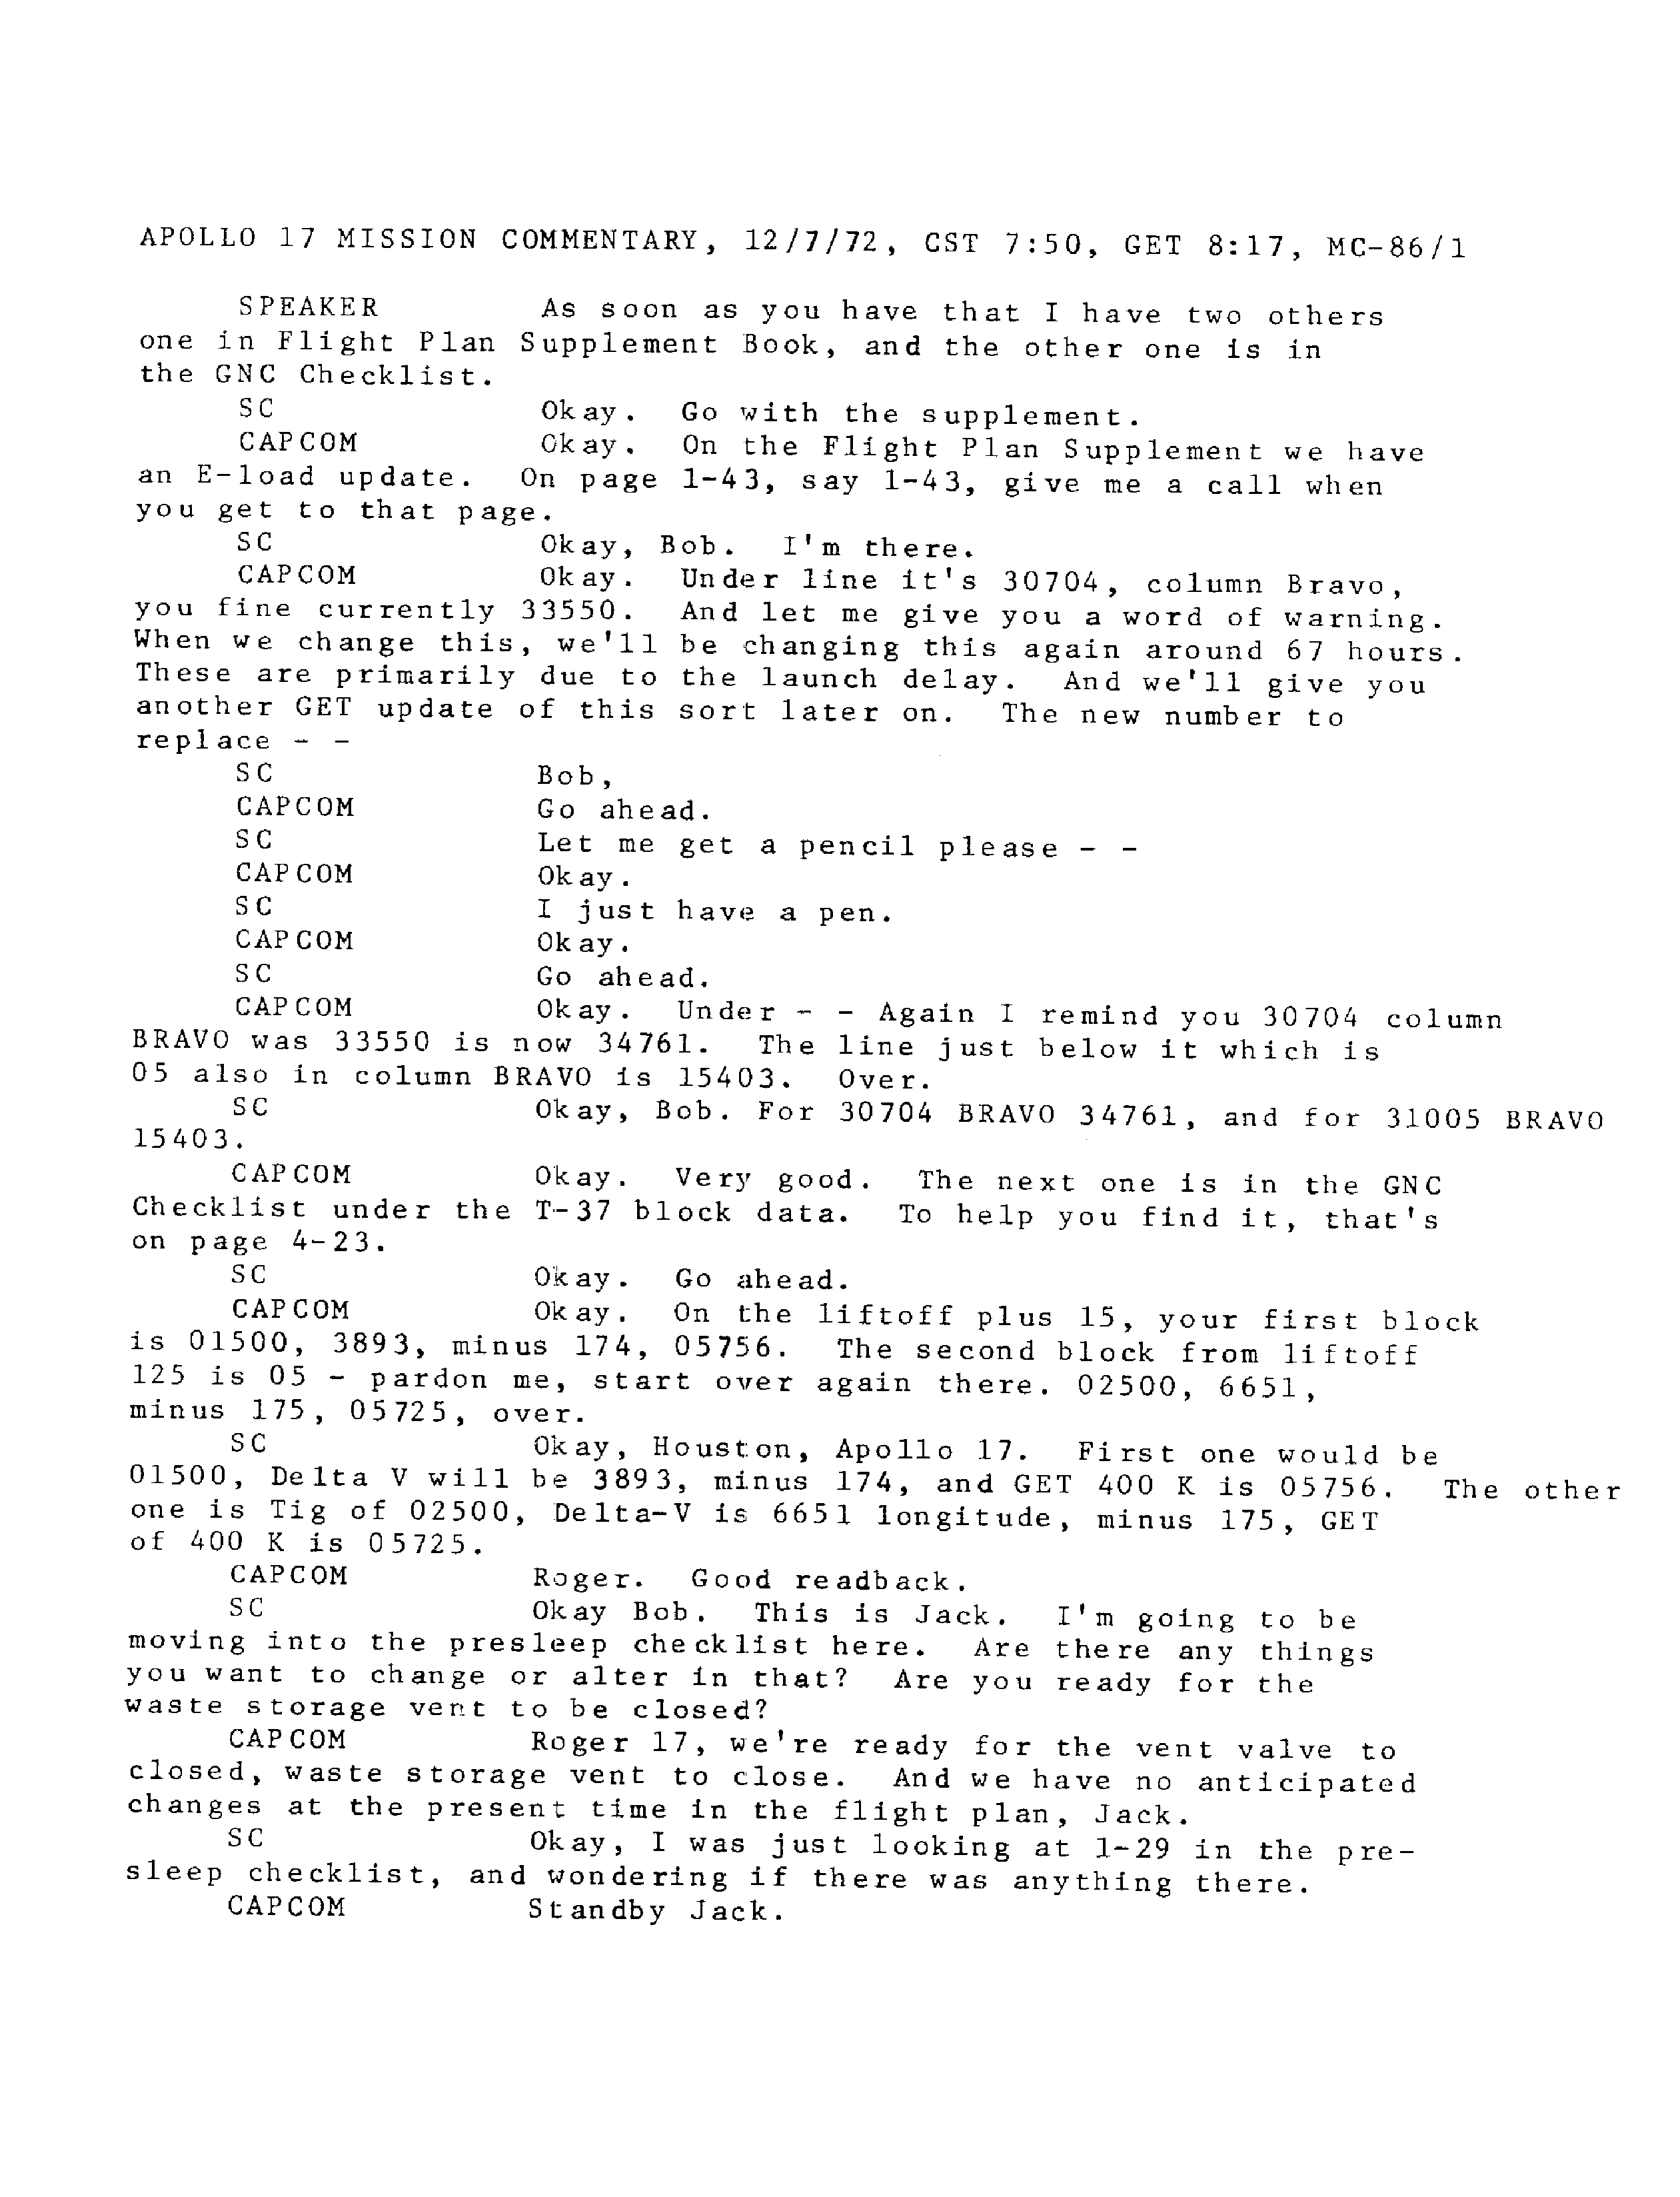 APOLLO 17 MISSION COMMENTARY, 12/7/72, CST 7:50, GET 8:17, MC-86/1
SPEAKER As soon as you have that I have two others
one in Flight Plan Supplement Book, and the other one is in
the GNC Checklist.
SC Okay. Go with the supplement.
CAPCOM Okay. On the Flight Plan Supplement we have
an E-load update. On page 1-43, say 1-43, give me a call when
you get to that page.
SC Okay, Bob. I'm there.
CAPCOM Okay. Under line it's 30704, column Bravo,
you fine currently 33550. And let me give you a word of warning.
When we change this, we'll be changing this again around 67 hours.
These are primarily due to the launch delay. And we'll give you
another GET update of this sort later on. The new number to
replace - -
SC Bob,
CAPCOM Go ahead.
SC Let me get a pencil please - -
CAPCOM Okay.
SC I just have a pen.
CAPCOM Okay.
SC Go ahead.
CAPCOM Okay. Under - - Again I remind you 30704 column
BRAVO was 33550 is now 34761. The line just below it which is
05 also in column BRAVO is 15403. Over.
SC Okay, Bob. For 30704 BRAVO 34761, and for 31005 BRAVO
15403.
CAPCOM Okay. Very good. The next one is in the GNC
Checklist under the T-37 block data. To help you find it, that's
on page 4-23.
SC Okay. Go ahead.
CAPCOM Okay. On the liftoff plus 15, your first block
is 01500, 3893, minus 174, 05756. The second block from liftoff
125 is 05 - pardon me, start over again there. 02500, 6651,
minus 175, 05725, over.
SC Okay, Houston, Apollo 17. First one would be
01500, Delta V will be 3893, minus 174, and GET 400 K is 05756. The other
one is Tig of 02500, Delta-V is 6651 longitude, minus 175, GET
of 400 K is 05725.
CAPCOM Roger. Good readback.
SC Okay Bob. This is Jack. I'm going to be
moving into the presleep checklist here. Are there any things
you want to change or alter in that? Are you ready for the
waste storage vent to be closed?
CAPCOM Roger 17, we're ready for the vent valve to
closed, waste storage vent to close. And we have no anticipated
changes at the present time in the flight plan, Jack.
SC Okay, I was just looking at 1-29 in the pre-
sleep checklist, and wondering if there was anything there.
CAPCOM Standby Jack.